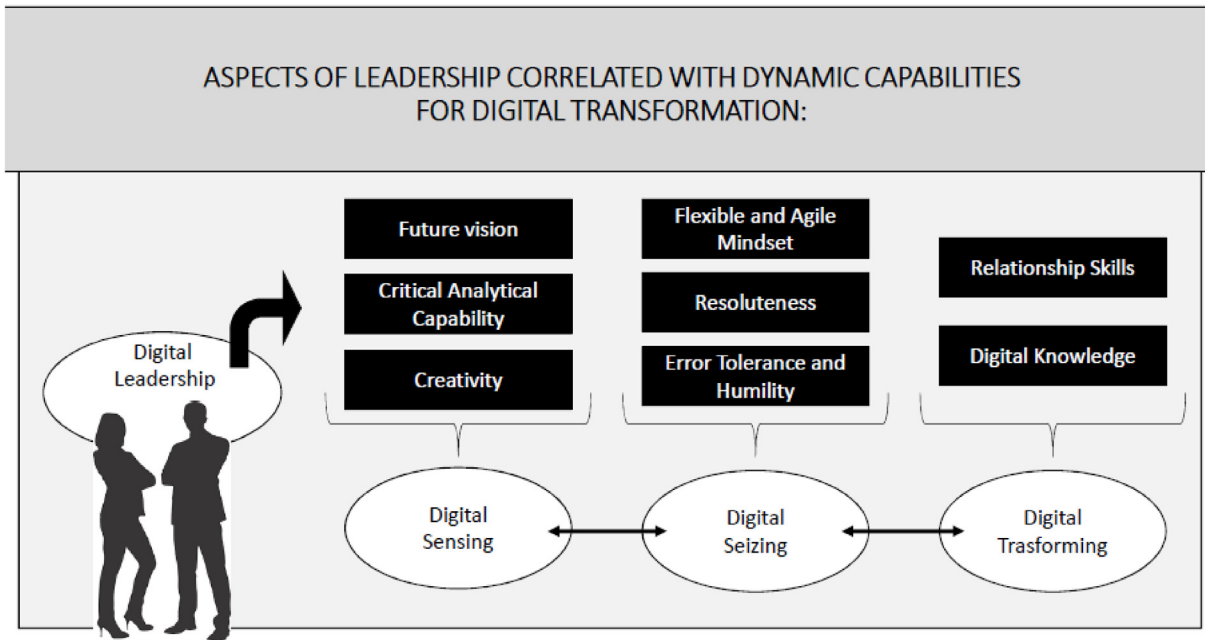 ASPECTS OF LEADERSHIP CORRELATED WITH DYNAMIC CAPABILITIES
FOR DIGITAL TRANSFORMATION:
Digital
Leadership
Future vision
Critical Analytical
Capability
Creativity
Flexible and Agile
Mindset
Resoluteness
Error Tolerance and
Humility
Relationship Skills
Digital Knowledge
Digital
Sensing
Digital
Seizing
Digital
Trasforming